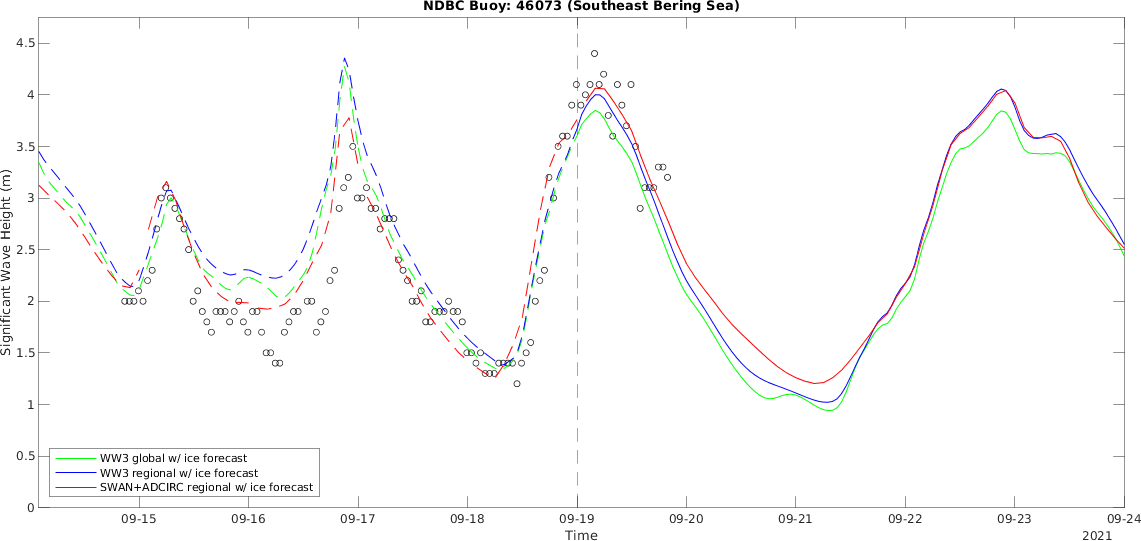 NDBC Buoy: 46073 (Southeast Bering Sea)
4.5
4
3.5
3
2.5
2
1.5
1
0.5
0
Significant Wave Height (m)
WW3 global w/ ice forecast
WW3 regional w/ ice forecast
SWAN+ADCIRC regional w/ ice forecast
09-15 09-16 09-17 09-18 09-19 09-20 09-21 09-22 09-23 09-24
Time
2021